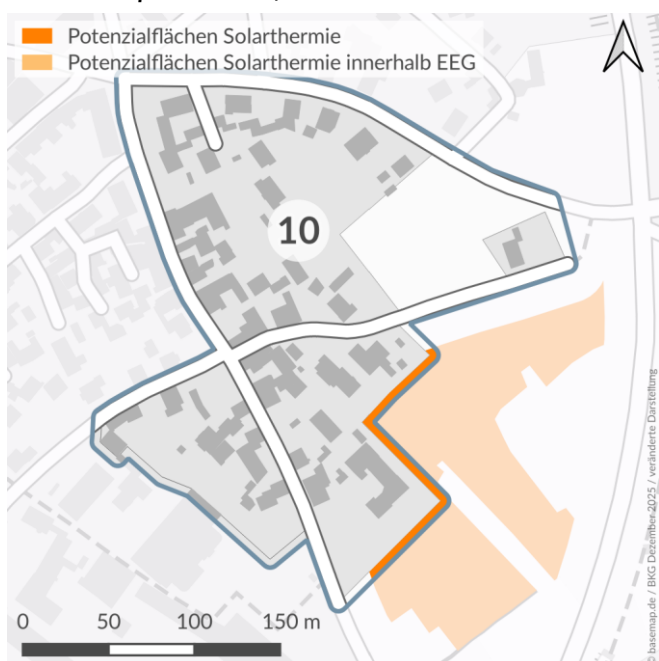 Potenzialflächen Solarthermie
Potenzialflächen Solarthermie innerhalb EEG
10
0 50 100 150 m
© basemap.de / BKG Dezember 2025 / veränderte Darstellung